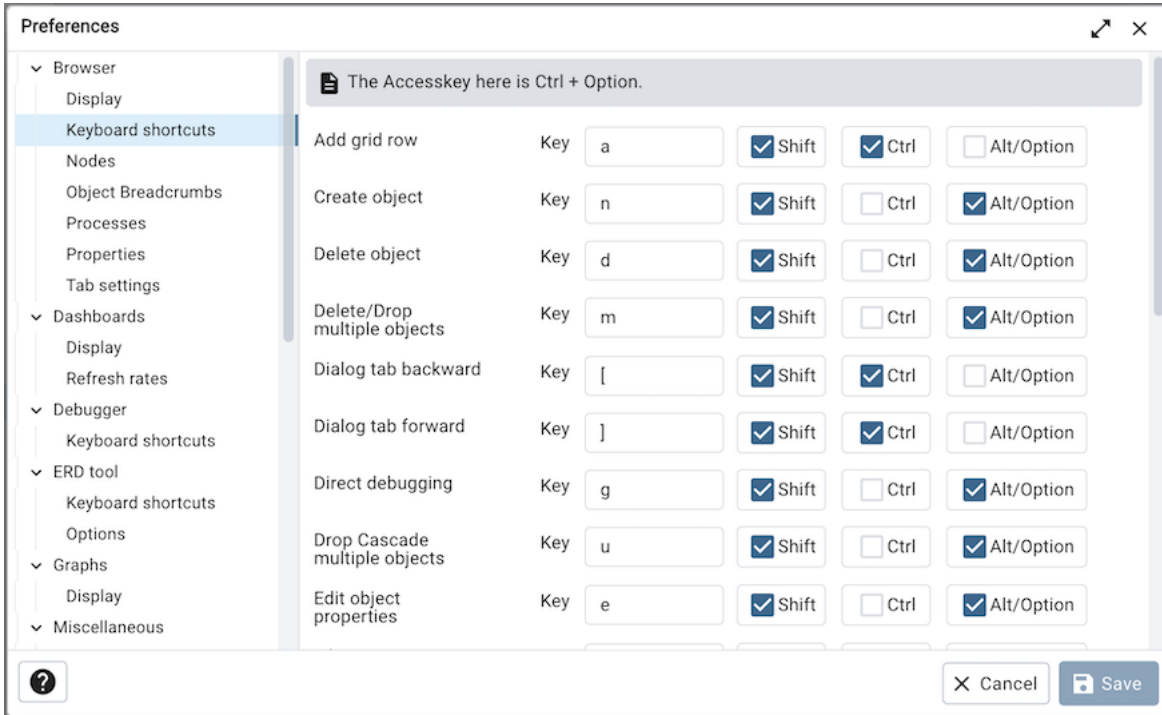 Preferences
Browser
Display
Keyboard shortcuts
Nodes
Object Breadcrumbs
Processes
Properties
Tab settings
Dashboards
Display
Refresh rates
Debugger
Keyboard shortcuts
ERD tool
Keyboard shortcuts
Options
Graphs
Display
Miscellaneous
The Accesskey here is Ctrl + Option.
Add grid row Key a Shift Ctrl Alt/Option
Create object Key n Shift Ctrl Alt/Option
Delete object Key d Shift Ctrl Alt/Option
Delete/Drop
multiple objects Key m Shift Ctrl Alt/Option
Dialog tab backward Key [ Shift Ctrl Alt/Option
Dialog tab forward Key ] Shift Ctrl Alt/Option
Direct debugging Key g Shift Ctrl Alt/Option
Drop Cascade
multiple objects Key u Shift Ctrl Alt/Option
Edit object
properties Key e Shift Ctrl Alt/Option
? Cancel Save